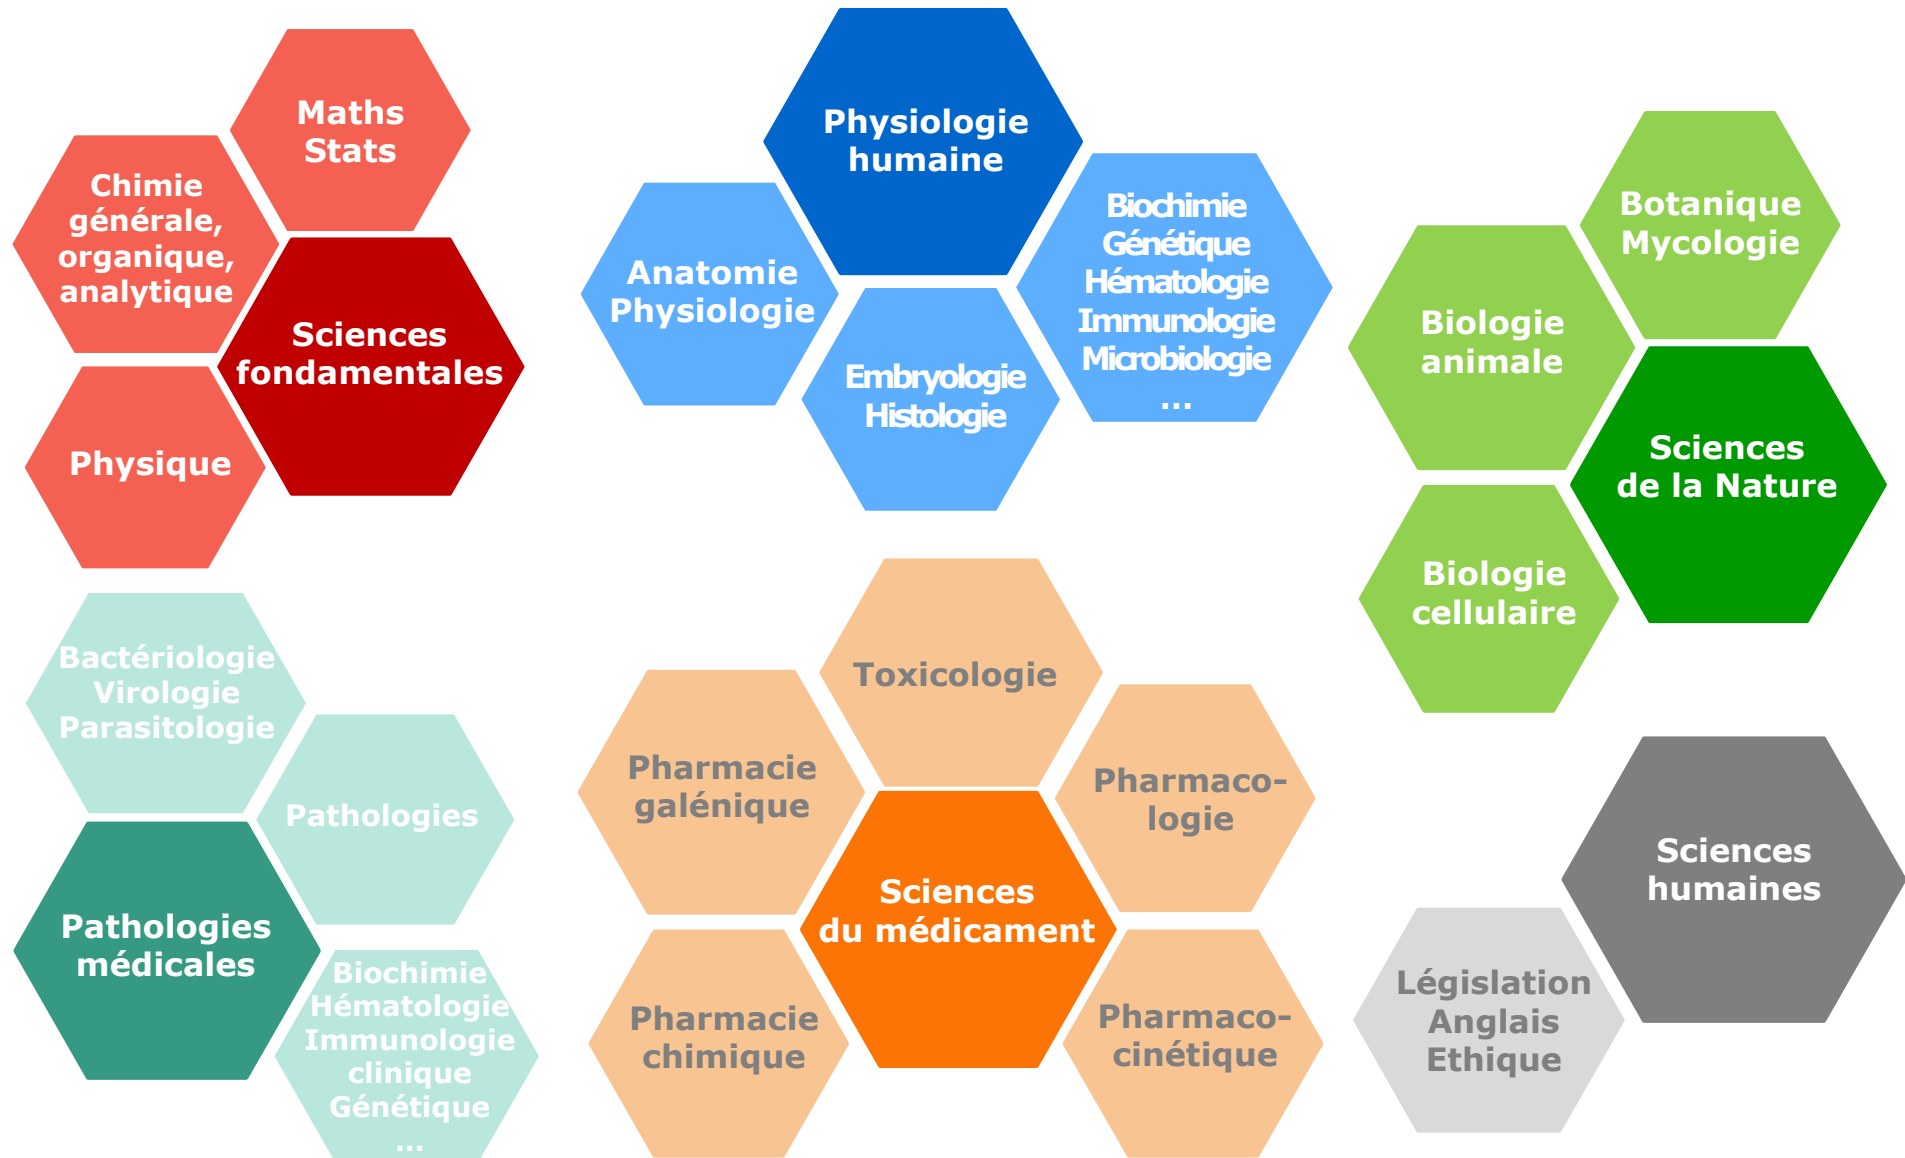 Maths
Stats
Chimie
générale,
organique,
analytique
Sciences
fondamentales
Physique
Physiologie
humaine
Anatomie
Physiologie
Biochimie
Génétique
Hématologie
Immunologie
Microbiologie
...
Embryologie
Histologie
Botanique
Mycologie
Biologie
animale
Sciences
de la Nature
Biologie
cellulaire
Bactériologie
Virologie
Parasitologie
Pathologies
Pathologies
médicales
Biochimie
Hématologie
Immunologie
clinique
Génétique
...
Toxicologie
Pharmacie
galénique
Pharmaco-
logie
Sciences
du médicament
Pharmacie
chimique
Pharmaco-
cinétique
Sciences
humaines
Législation
Anglais
Ethique